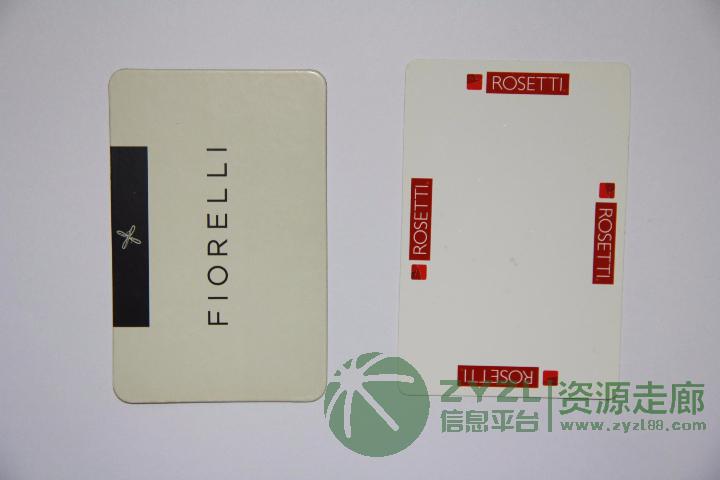 FIORELLI
ROSETTI
ROSETTI
ROSETTI
ROSETTI
ZYZL
信息平台
资源走廊
www.zyzl88.com